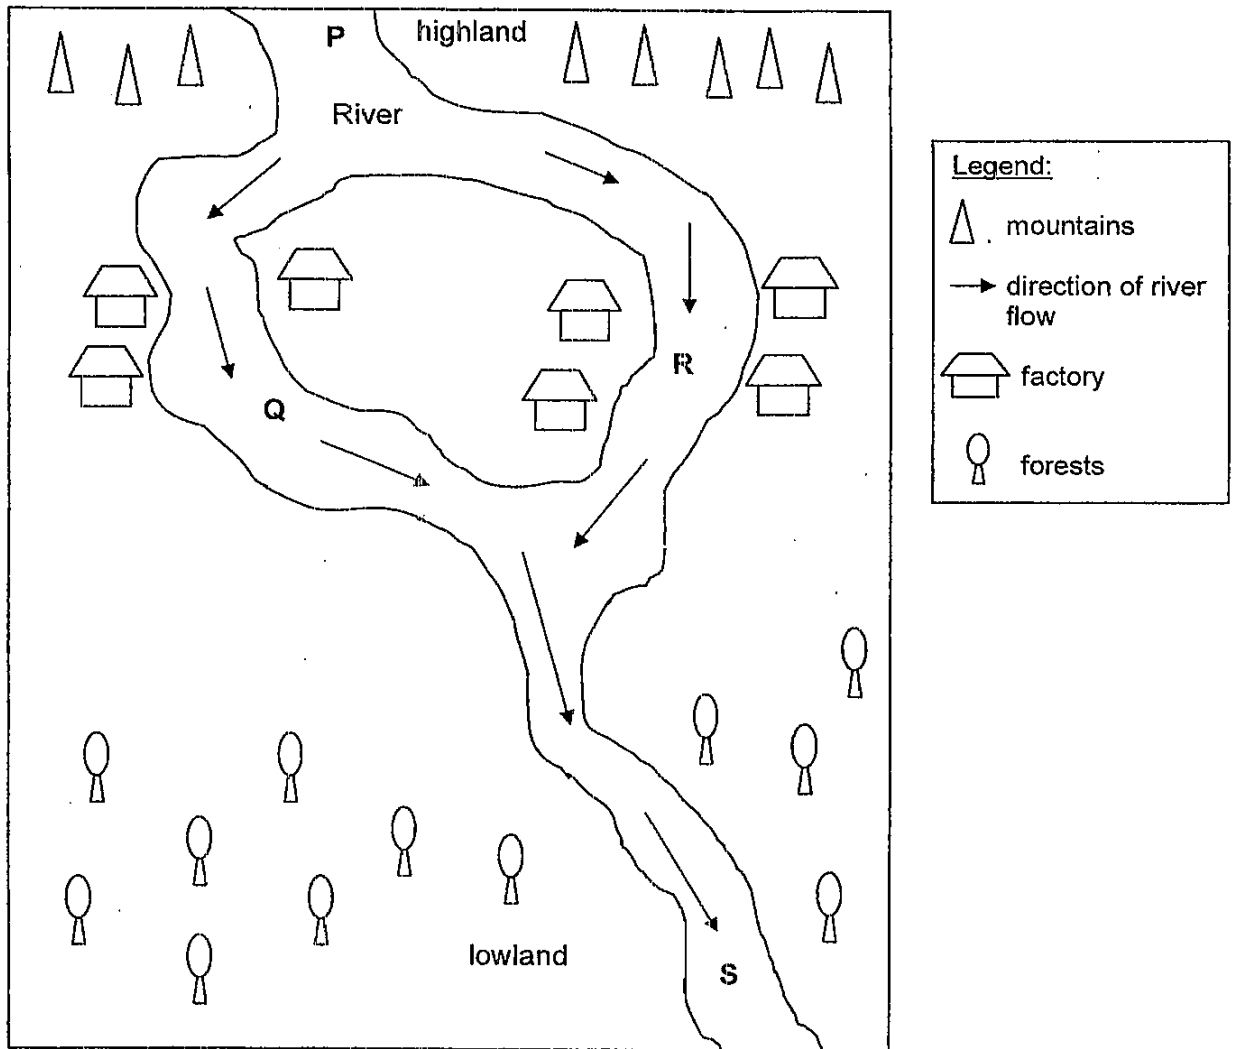 P
highland
River
R
Q
lowland
S
Legend:
mountains
direction of river
flow
factory
forests